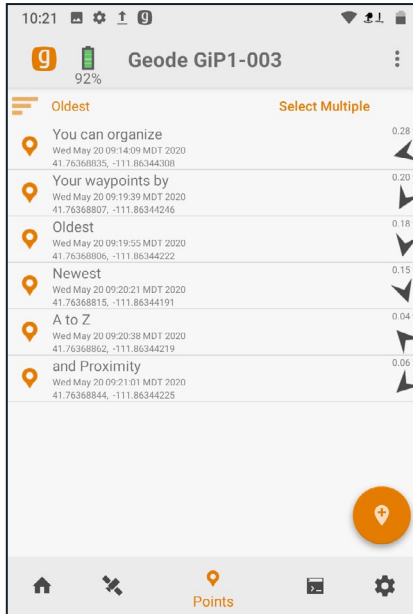 10:21
g
g
Geode GiP1-003
92%
Oldest
Select Multiple
You can organize
Wed May 20 09:14:09 MDT 2020
41.76368835, -111.86344308
0.28
Your waypoints by
Wed May 20 09:19:39 MDT 2020
41.76368807, -111.86344246
0.20
Oldest
Wed May 20 09:19:55 MDT 2020
41.76368806, -111.86344222
0.18
Newest
Wed May 20 09:20:21 MDT 2020
41.76368815, -111.86344191
0.15
A to Z
Wed May 20 09:20:38 MDT 2020
41.76368862, -111.86344219
0.04
and Proximity
Wed May 20 09:21:01 MDT 2020
41.76368844, -111.86344225
0.06
Points